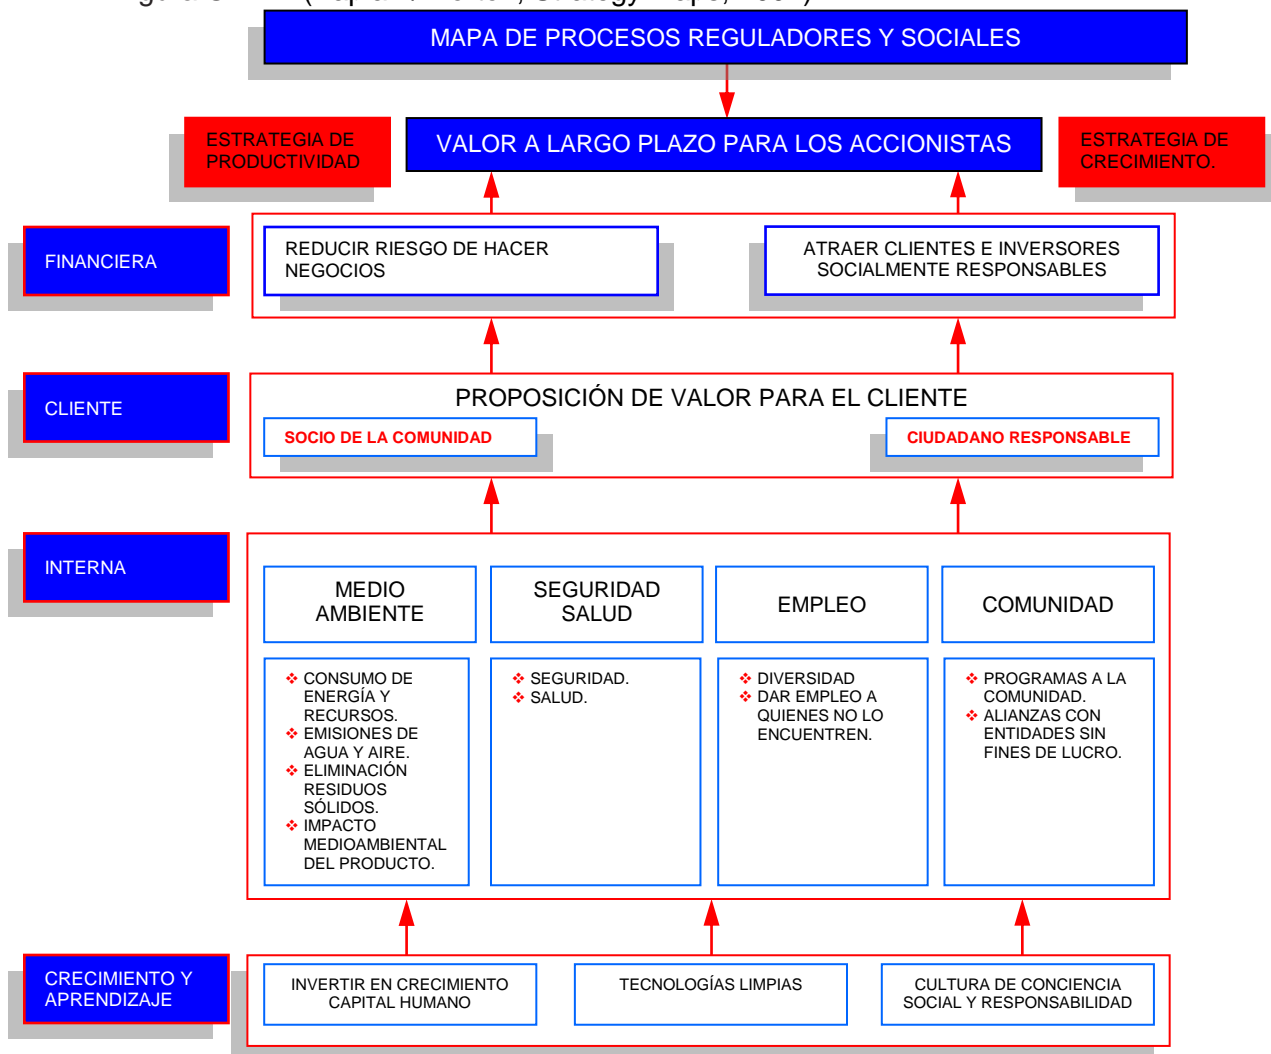 MAPA DE PROCESOS REGULADORES Y SOCIALES
ESTRATEGIA DE
PRODUCTIVIDAD
VALOR A LARGO PLAZO PARA LOS ACCIONISTAS
ESTRATEGIA DE
CRECIMIENTO.
FINANCIERA
REDUCIR RIESGO DE HACER
NEGOCIOS
ATRAER CLIENTES E INVERSORES
SOCIALMENTE RESPONSABLES
CLIENTE
PROPOSICIÓN DE VALOR PARA EL CLIENTE
SOCIO DE LA COMUNIDAD
CIUDADANO RESPONSABLE
INTERNA
MEDIO
AMBIENTE
SEGURIDAD
SALUD
EMPLEO
COMUNIDAD
❖ CONSUMO DE
ENERGÍA Y
RECURSOS.
❖ EMISIONES DE
AGUA Y AIRE.
❖ ELIMINACIÓN
RESIDUOS
SÓLIDOS.
❖ IMPACTO
MEDIOAMBIENTAL
DEL PRODUCTO.
❖ SEGURIDAD.
❖ SALUD.
❖ DIVERSIDAD
❖ DAR EMPLEO A
QUIENES NO LO
ENCUENTREN.
❖ PROGRAMAS A LA
COMUNIDAD.
❖ ALIANZAS CON
ENTIDADES SIN
FINES DE LUCRO.
CRECIMIENTO Y
APRENDIZAJE
INVERTIR EN CRECIMIENTO
CAPITAL HUMANO
TECNOLOGÍAS LIMPIAS
CULTURA DE CONCIENCIA
SOCIAL Y RESPONSABILIDAD